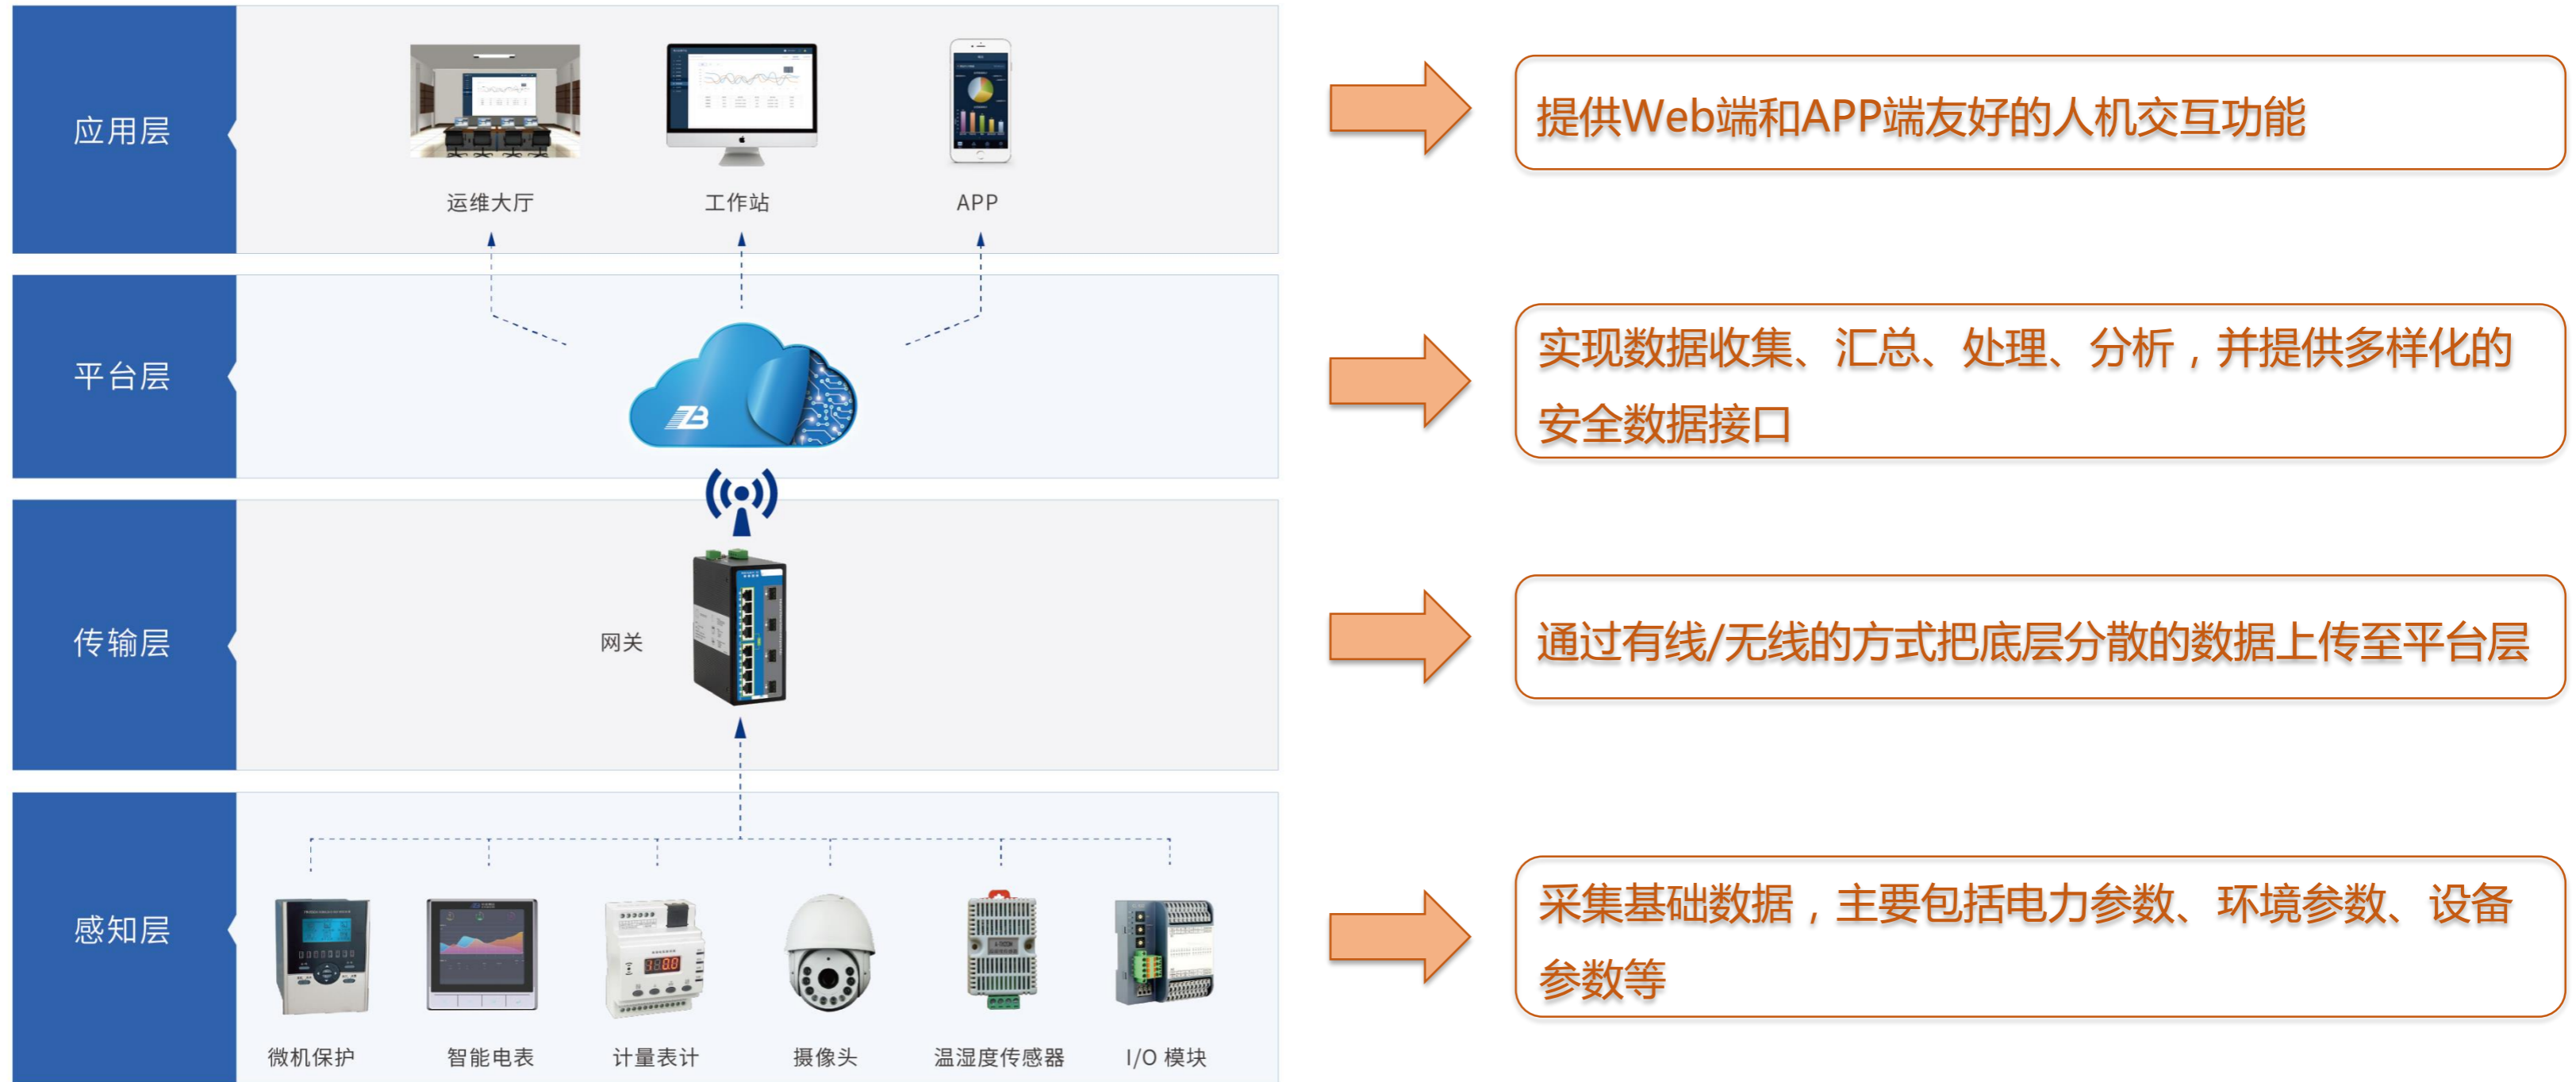 应用层
运维大厅
工作站
APP
提供Web端和APP端友好的人机交互功能
平台层
ZB
实现数据收集、汇总、处理、分析，并提供多样化的
安全数据接口
传输层
网关
通过有线/无线的方式把底层分散的数据上传至平台层
感知层
微机保护
智能电表
计量表计
摄像头
温湿度传感器
I/O 模块
采集基础数据，主要包括电力参数、环境参数、设备
参数等